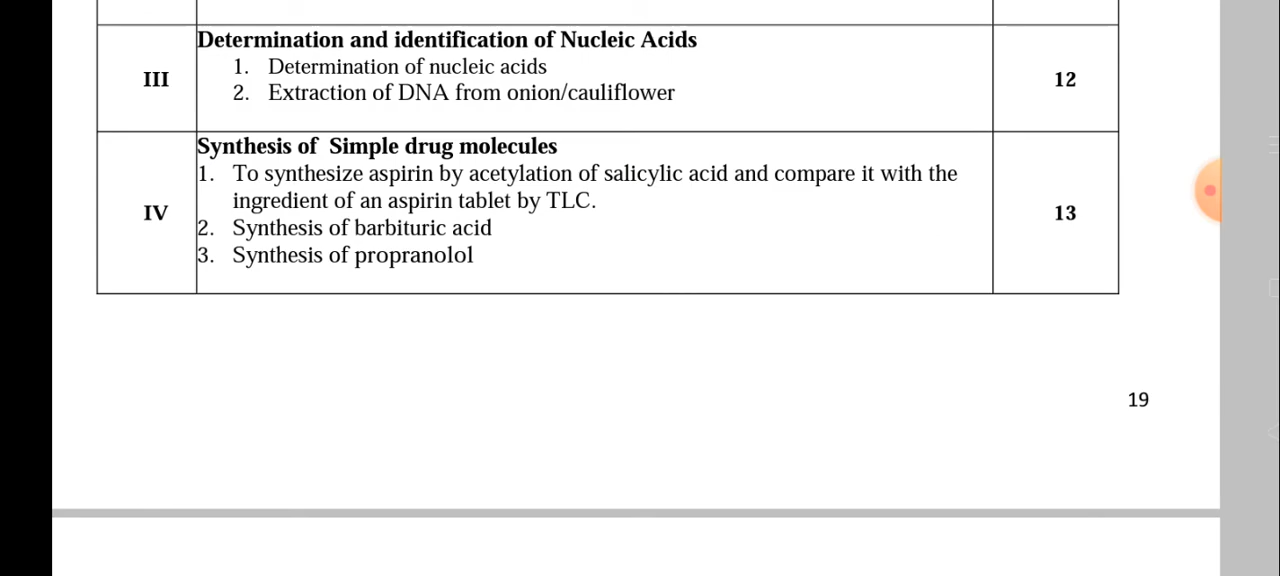 Determination and identification of Nucleic Acids
1. Determination of nucleic acids
III
12
2. Extraction of DNA from onion/cauliflower
Synthesis of Simple drug molecules
1. To synthesize aspirin by acetylation of salicylic acid and compare it with the
ingredient of an aspirin tablet by TLC.
IV
13
2. Synthesis of barbituric acid
3. Synthesis of propranolol
19